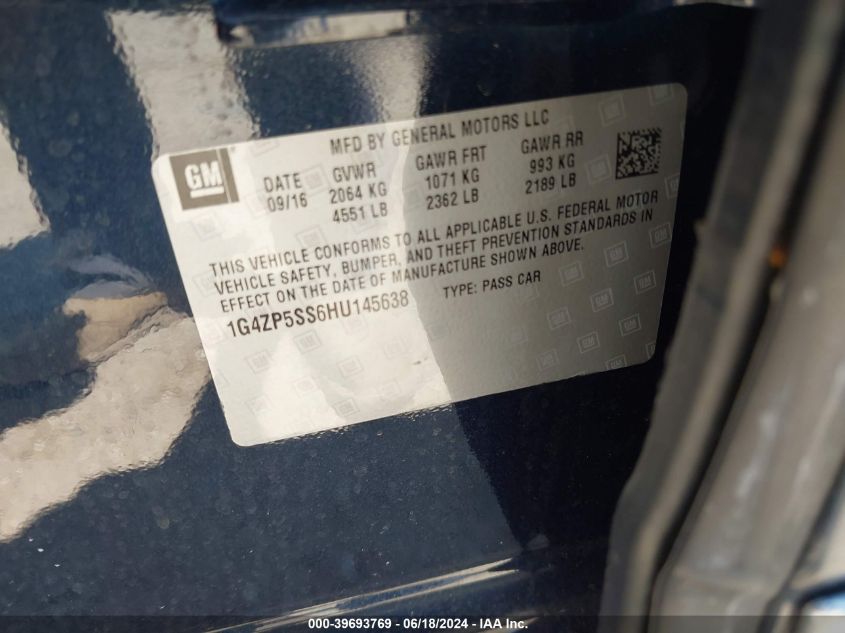 MFD BY GENERAL MOTORS LLC
GM
DATE GVWR GAWR FRT GAWR RR
09/16 2064 KG 1071 KG 993 KG
4551 LB 2362 LB 2189 LB
THIS VEHICLE CONFORMS TO ALL APPLICABLE U.S. FEDERAL MOTOR
VEHICLE SAFETY, BUMPER, AND THEFT PREVENTION STANDARDS IN
EFFECT ON THE DATE OF MANUFACTURE SHOWN ABOVE.
1G4ZP5SS6HU145638 TYPE: PASS CAR
000-39693769 - 06/18/2024 - IAA Inc.